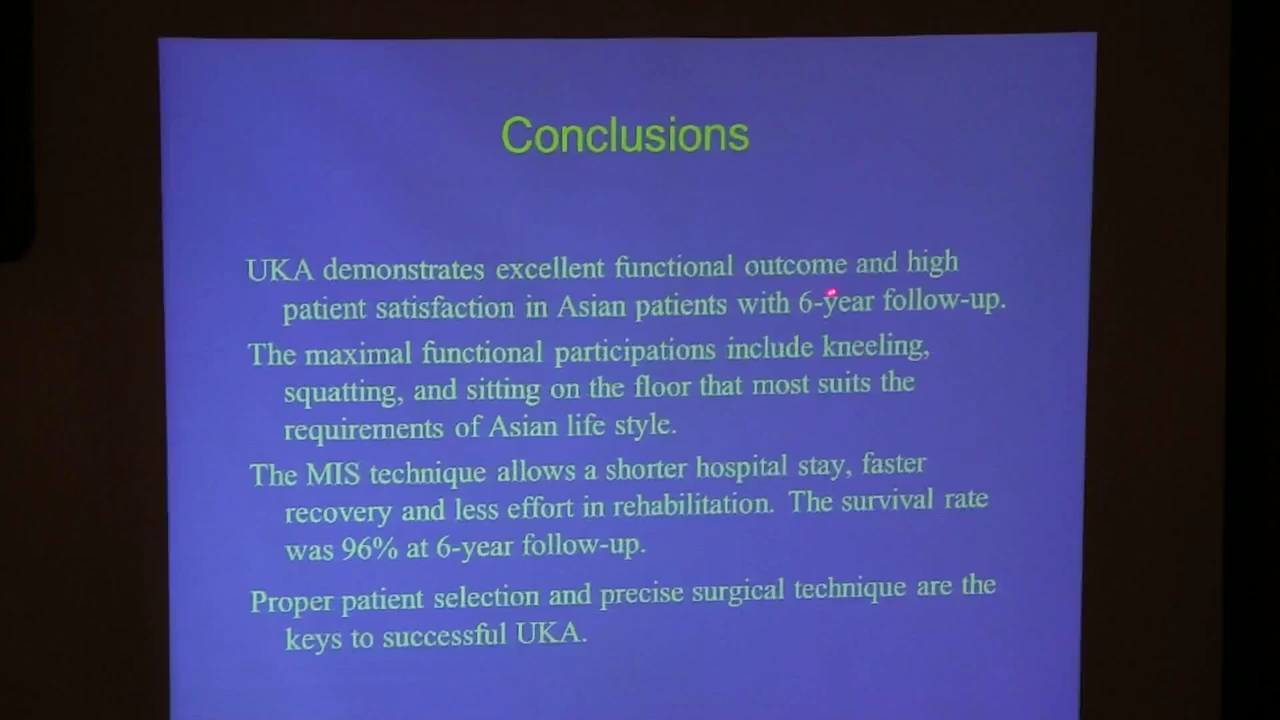 Conclusions
UKA demonstrates excellent functional outcome and high
patient satisfaction in Asian patients with 6-year follow-up.
The maximal functional participations include kneeling,
squatting, and sitting on the floor that most suits the
requirements of Asian life style.
The MIS technique allows a shorter hospital stay, faster
recovery and less effort in rehabilitation. The survival rate
was 96% at 6-year follow-up.
Proper patient selection and precise surgical technique are the
keys to successful UKA.